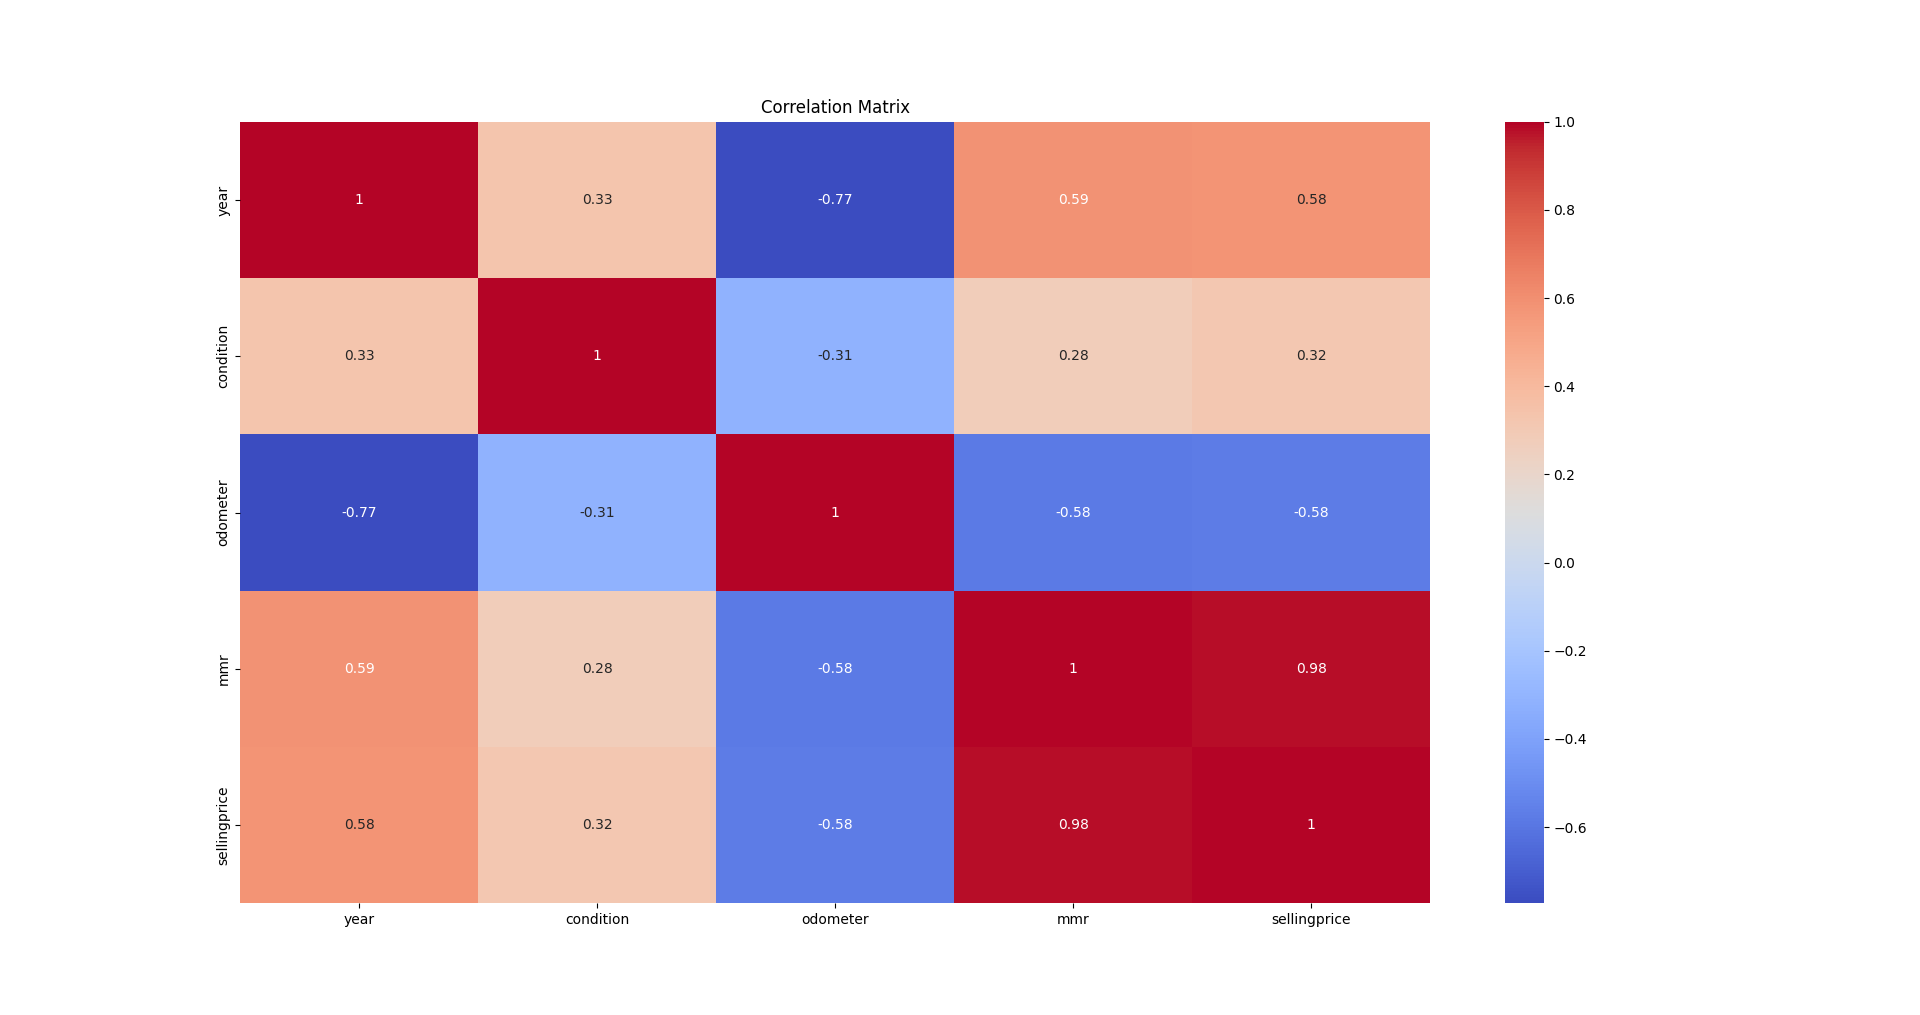 Correlation Matrix
year 1 0.33 -0.77 0.59 0.58
condition 0.33 1 -0.31 0.28 0.32
odometer -0.77 -0.31 1 -0.58 -0.58
mmr 0.59 0.28 -0.58 1 0.98
sellingprice 0.58 0.32 -0.58 0.98 1
year condition odometer mmr sellingprice
1.0
0.8
0.6
0.4
0.2
0.0
−0.2
−0.4
−0.6